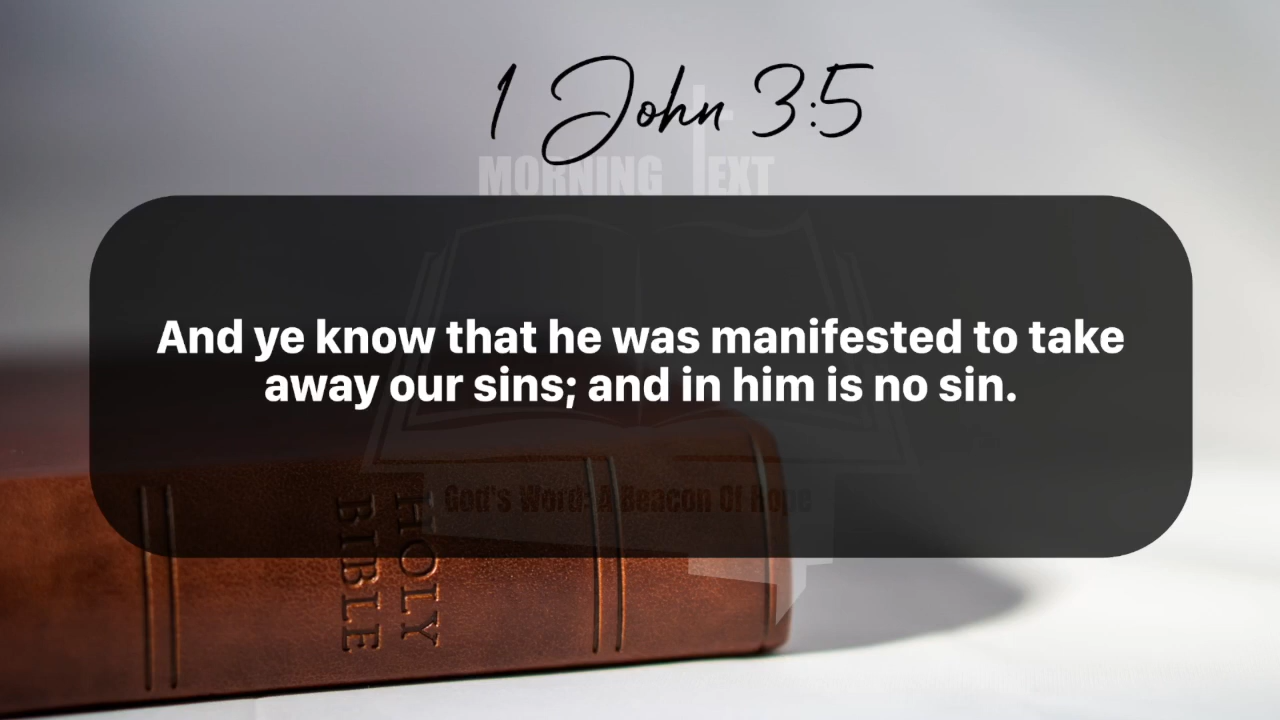 1 John 3:5
MORNING TEXT
And ye know that he was manifested to take
away our sins; and in him is no sin.
God's Word: A Beacon Of Hope
HOLY
BIBLE